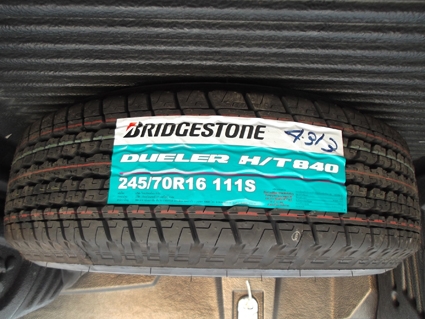 BRIDGESTONE
DUELER H/T840
245/70R16 111S